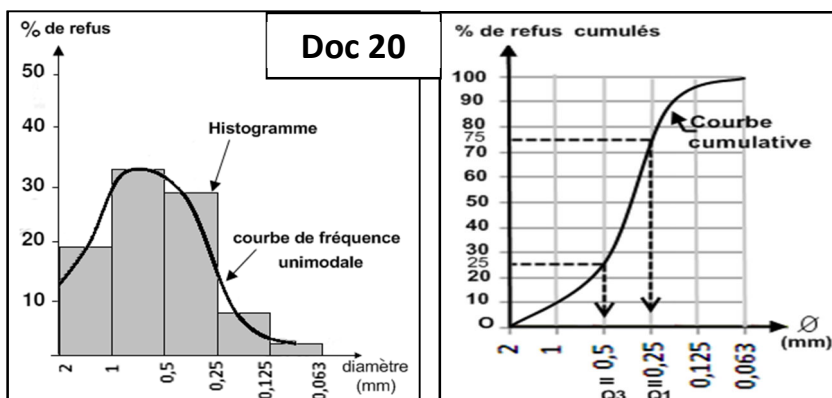 % de refus
50
40
30
20
10
Histogramme
courbe de fréquence
unimodale
2
1
0,5
0,25
0,125
0,063
diamètre
(mm)
Doc 20
% de refus cumulés
100
90
80
75
70
60
50
40
30
25
20
10
O
Courbe
cumulative
2
1
Q3 = 0,5
Q1 = 0,25
0,125
0,063
Ø
(mm)